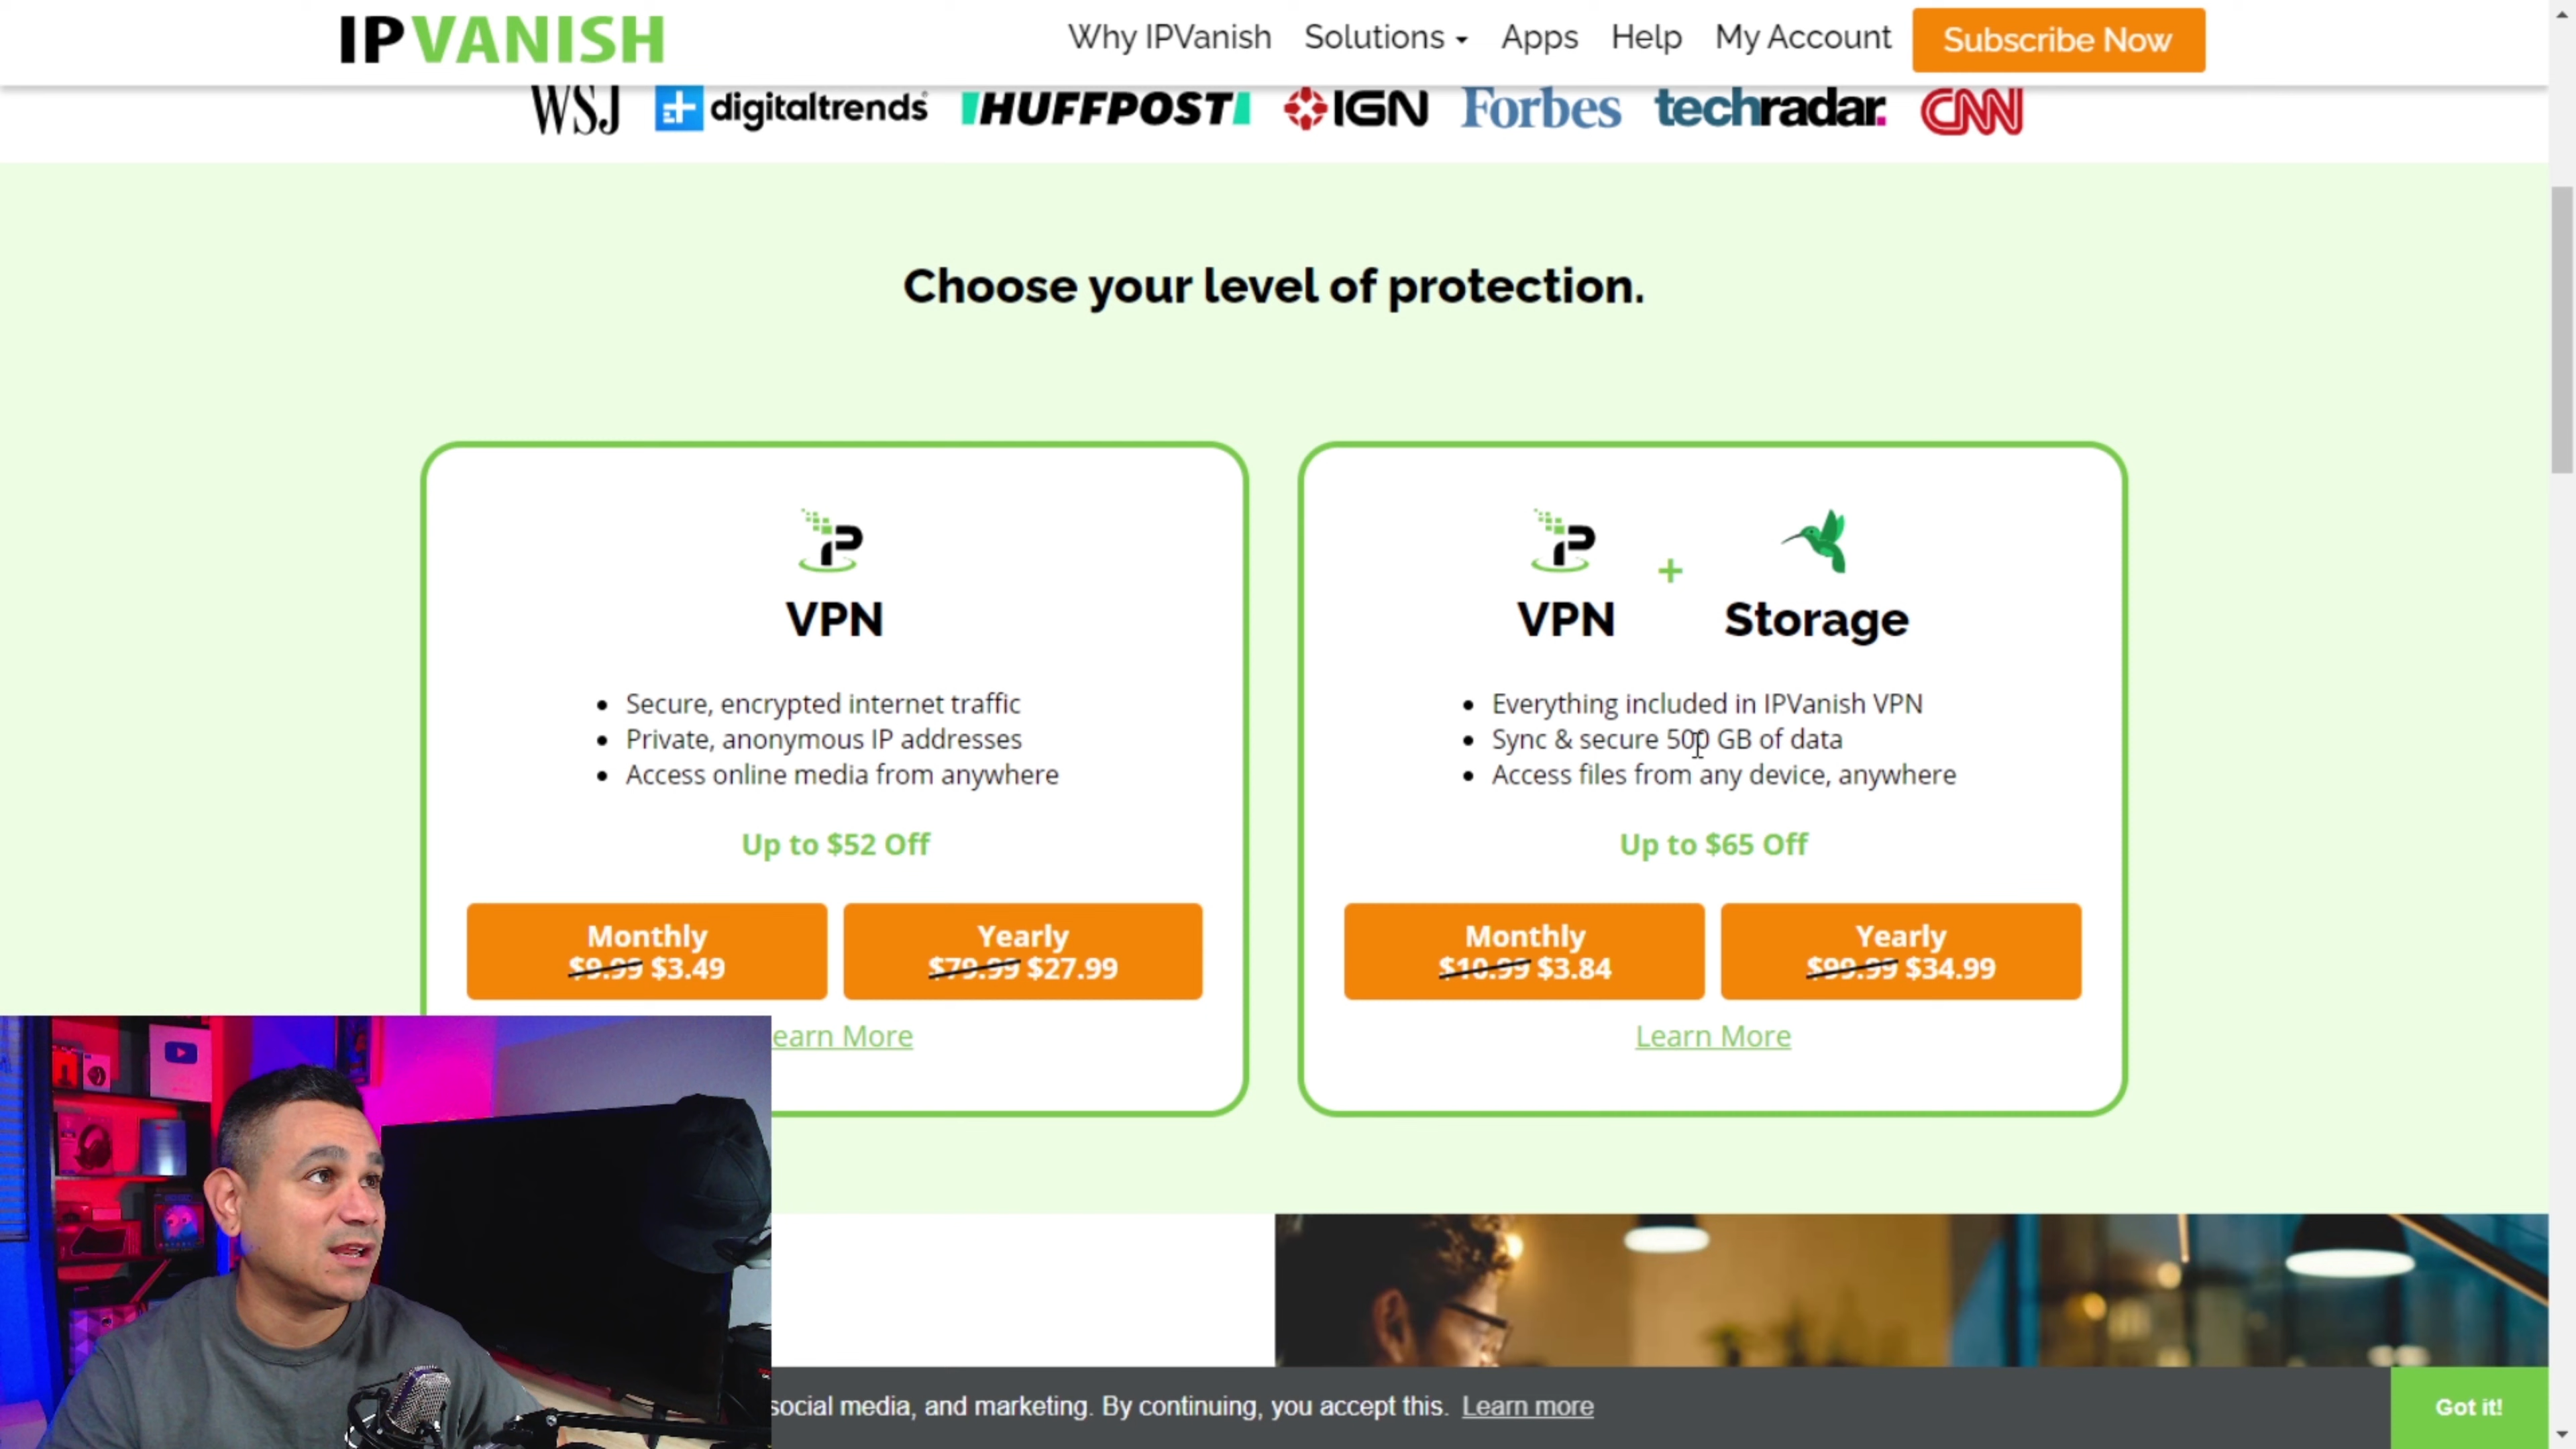 IPVANISH
Why IPVanish Solutions Apps Help My Account Subscribe Now
WSJ digitaltrends HUFFPOST IGN Forbes techradar. CNN
Choose your level of protection.
VPN
Secure, encrypted internet traffic
Private, anonymous IP addresses
Access online media from anywhere
Up to $52 Off
Monthly
$9.99 $3.49
Yearly
$79.99 $27.99
earn More
VPN + Storage
Everything included in IPVanish VPN
Sync & secure 500 GB of data
Access files from any device, anywhere
Up to $65 Off
Monthly
$10.99 $3.84
Yearly
$99.99 $34.99
Learn More
social media, and marketing. By continuing, you accept this. Learn more
Got it!